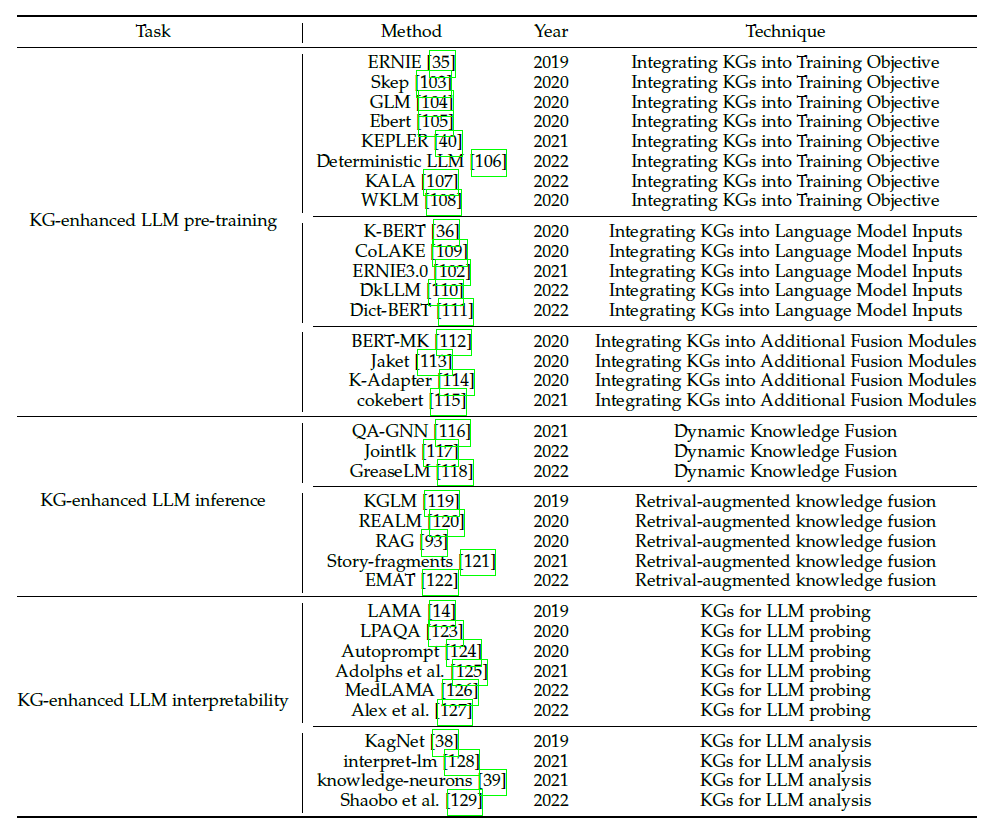 Task Method Year Technique
ERNIE [35] 2019 Integrating KGs into Training Objective
Skep [103] 2020 Integrating KGs into Training Objective
GLM [104] 2020 Integrating KGs into Training Objective
Ebert [105] 2020 Integrating KGs into Training Objective
KEPLER [40] 2021 Integrating KGs into Training Objective
Deterministic LLM [106] 2022 Integrating KGs into Training Objective
KALA [107] 2022 Integrating KGs into Training Objective
WKLM [108] 2020 Integrating KGs into Training Objective
KG-enhanced LLM pre-training
K-BERT [36] 2020 Integrating KGs into Language Model Inputs
CoLAKE [109] 2020 Integrating KGs into Language Model Inputs
ERNIE3.0 [102] 2021 Integrating KGs into Language Model Inputs
DkLLM [110] 2022 Integrating KGs into Language Model Inputs
Dict-BERT [111] 2022 Integrating KGs into Language Model Inputs
BERT-MK [112] 2020 Integrating KGs into Additional Fusion Modules
Jaket [113] 2020 Integrating KGs into Additional Fusion Modules
K-Adapter [114] 2020 Integrating KGs into Additional Fusion Modules
cokebert [115] 2021 Integrating KGs into Additional Fusion Modules
QA-GNN [116] 2021 Dynamic Knowledge Fusion
Jointlk [117] 2022 Dynamic Knowledge Fusion
GreaseLM [118] 2022 Dynamic Knowledge Fusion
KG-enhanced LLM inference
KGLM [119] 2019 Retrival-augmented knowledge fusion
REALM [120] 2020 Retrival-augmented knowledge fusion
RAG [93] 2020 Retrival-augmented knowledge fusion
Story-fragments [121] 2021 Retrival-augmented knowledge fusion
EMAT [122] 2022 Retrival-augmented knowledge fusion
LAMA [14] 2019 KGs for LLM probing
LPAQA [123] 2020 KGs for LLM probing
Autoprompt [124] 2020 KGs for LLM probing
Adolphs et al. [125] 2021 KGs for LLM probing
MedLAMA [126] 2022 KGs for LLM probing
Alex et al. [127] 2022 KGs for LLM probing
KG-enhanced LLM interpretability
KagNet [38] 2019 KGs for LLM analysis
interpret-lm [128] 2021 KGs for LLM analysis
knowledge-neurons [39] 2021 KGs for LLM analysis
Shaobo et al. [129] 2022 KGs for LLM analysis